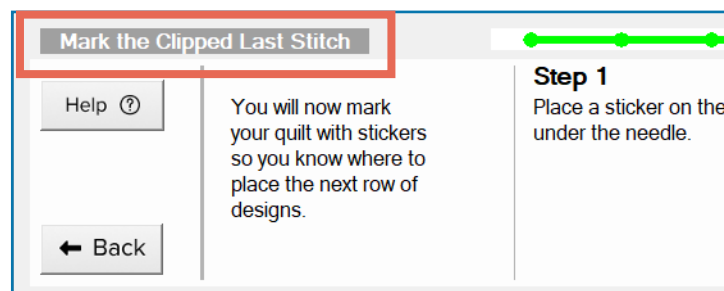 Mark the Clipped Last Stitch
Help ?
← Back
You will now mark
your quilt with stickers
so you know where to
place the next row of
designs.
Step 1
Place a sticker on the
under the needle.